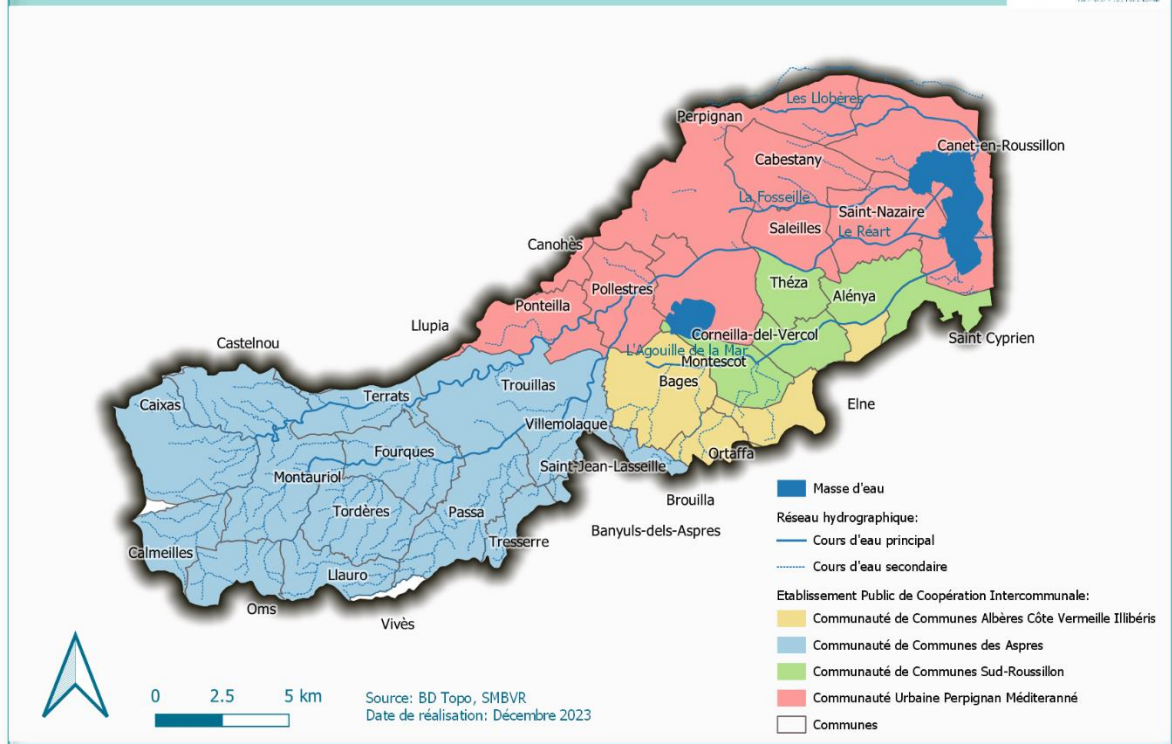 Les Llobères
Perpignan
Canet-en-Roussillon
Cabestany
La Fosseille
Saint-Nazaire
Saleilles
Le Réart
Canohès
Théza
Pollestres
Alénya
Ponteilla
Llupia
Corneilla-del-Vercol
Saint Cyprien
Castelnou
L'Agouille de la Mar
Montescot
Trouillas
Bages
Terrats
Caixas
Elne
Villemolaque
Fourques
Ortaffa
Saint-Jean-Lasseille
Montauriol
Brouilla
Tordères
Passa
Banyuls-dels-Aspres
Tresserre
Calmeilles
Llauro
Oms
Vivès
Masse d'eau
Réseau hydrographique:
Cours d'eau principal
Cours d'eau secondaire
Etablissement Public de Coopération Intercommunale:
Communauté de Communes Albères Côte Vermeille Illibéris
Communauté de Communes des Aspres
Communauté de Communes Sud-Roussillon
Communauté Urbaine Perpignan Méditeranné
Communes
0 2.5 5 km
Source: BD Topo, SMBVR
Date de réalisation: Décembre 2023